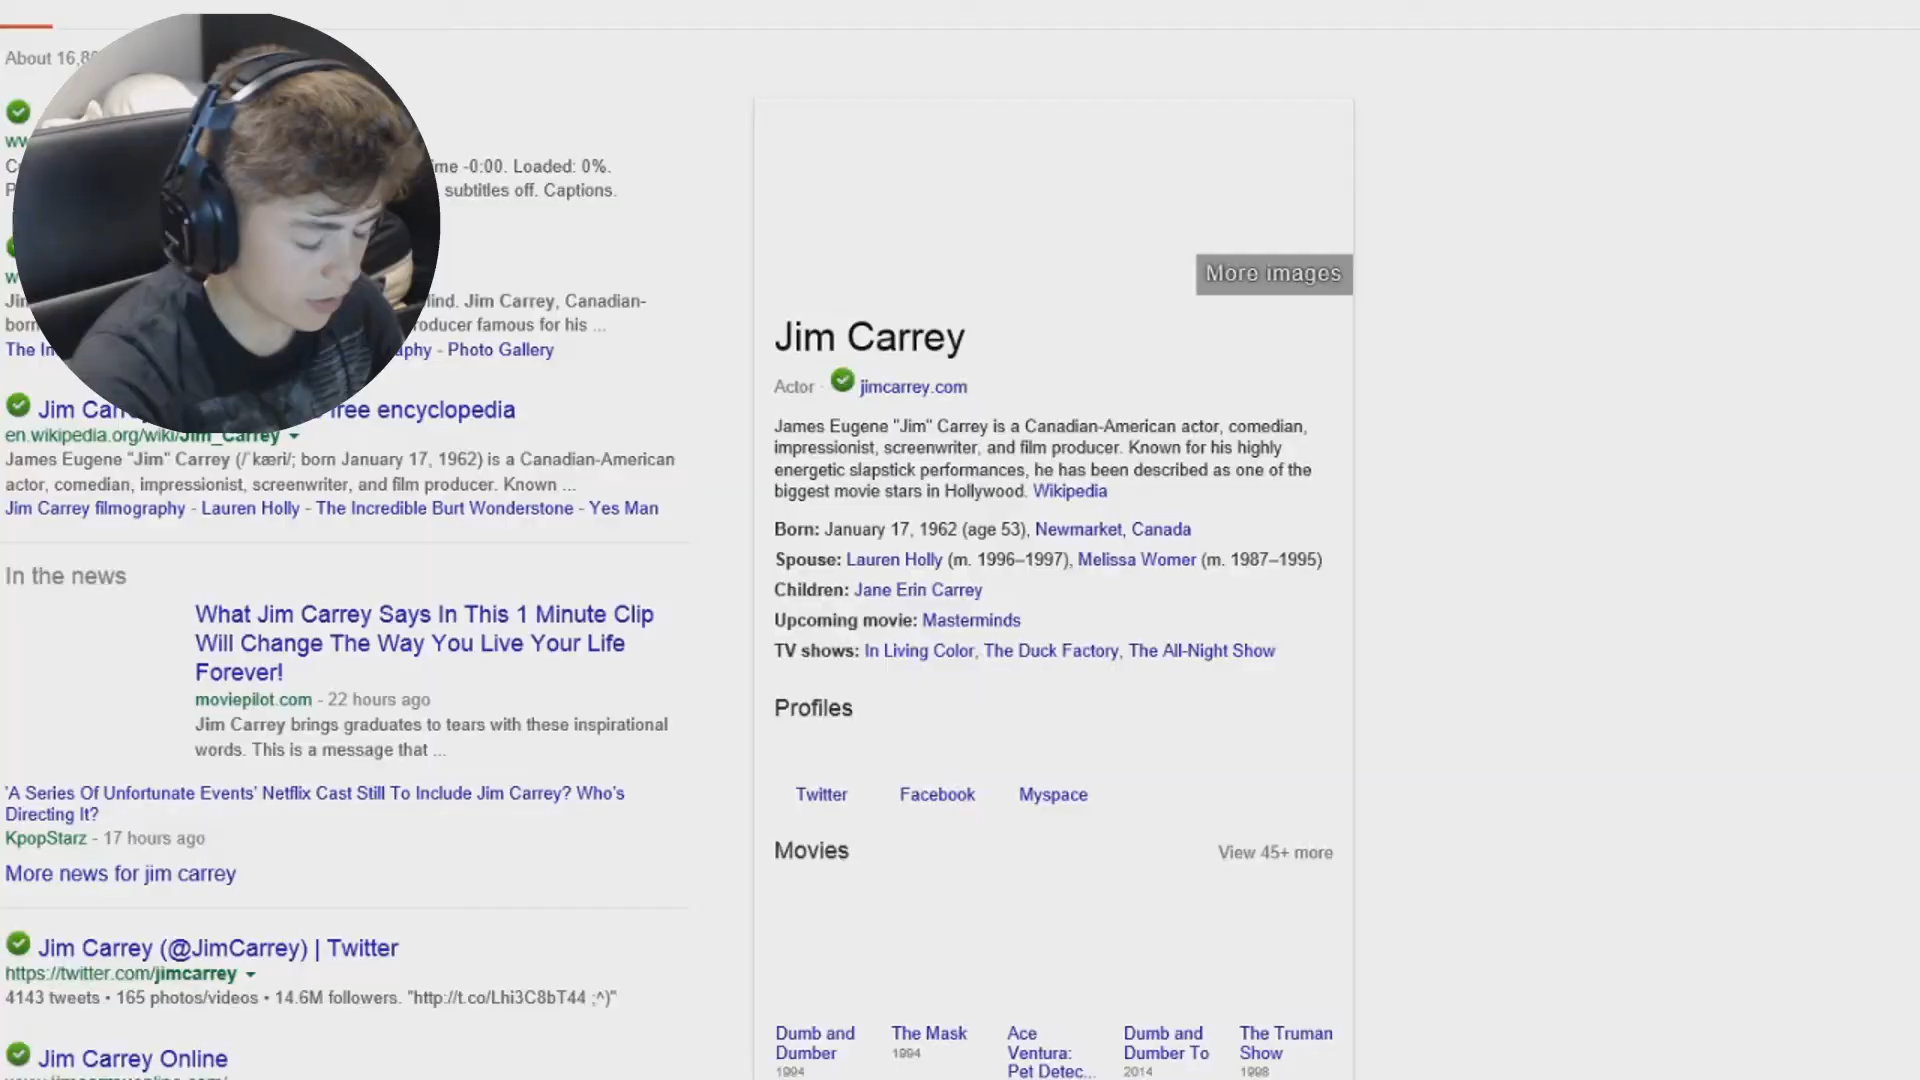 About 16,8
ww
me -0:00. Loaded: 0%.
subtitles off. Captions.
Jim
lind. Jim Carrey, Canadian-
born
roducer famous for his ...
The In
aphy - Photo Gallery
Jim Carr
free encyclopedia
en.wikipedia.org/wiki/Jim_Carrey
James Eugene "Jim" Carrey (/ˈkæri/; born January 17, 1962) is a Canadian-American
actor, comedian, impressionist, screenwriter, and film producer. Known ...
Jim Carrey filmography - Lauren Holly - The Incredible Burt Wonderstone - Yes Man
In the news
What Jim Carrey Says In This 1 Minute Clip
Will Change The Way You Live Your Life
Forever!
moviepilot.com - 22 hours ago
Jim Carrey brings graduates to tears with these inspirational
words. This is a message that ...
'A Series Of Unfortunate Events' Netflix Cast Still To Include Jim Carrey? Who's
Directing It?
KpopStarz - 17 hours ago
More news for jim carrey
Jim Carrey (@JimCarrey) | Twitter
https://twitter.com/jimcarrey
4143 tweets • 165 photos/videos • 14.6M followers. "http://t.co/Lhi3C8bT44 ;^)"
Jim Carrey Online
More images
Jim Carrey
Actor · jimcarrey.com
James Eugene "Jim" Carrey is a Canadian-American actor, comedian,
impressionist, screenwriter, and film producer. Known for his highly
energetic slapstick performances, he has been described as one of the
biggest movie stars in Hollywood. Wikipedia
Born: January 17, 1962 (age 53), Newmarket, Canada
Spouse: Lauren Holly (m. 1996–1997), Melissa Womer (m. 1987–1995)
Children: Jane Erin Carrey
Upcoming movie: Masterminds
TV shows: In Living Color, The Duck Factory, The All-Night Show
Profiles
Twitter Facebook Myspace
Movies View 45+ more
Dumb and The Mask Ace Dumb and The Truman
Dumber 1994 Ventura: Dumber To Show
1994 Pet Detec... 2014 1998